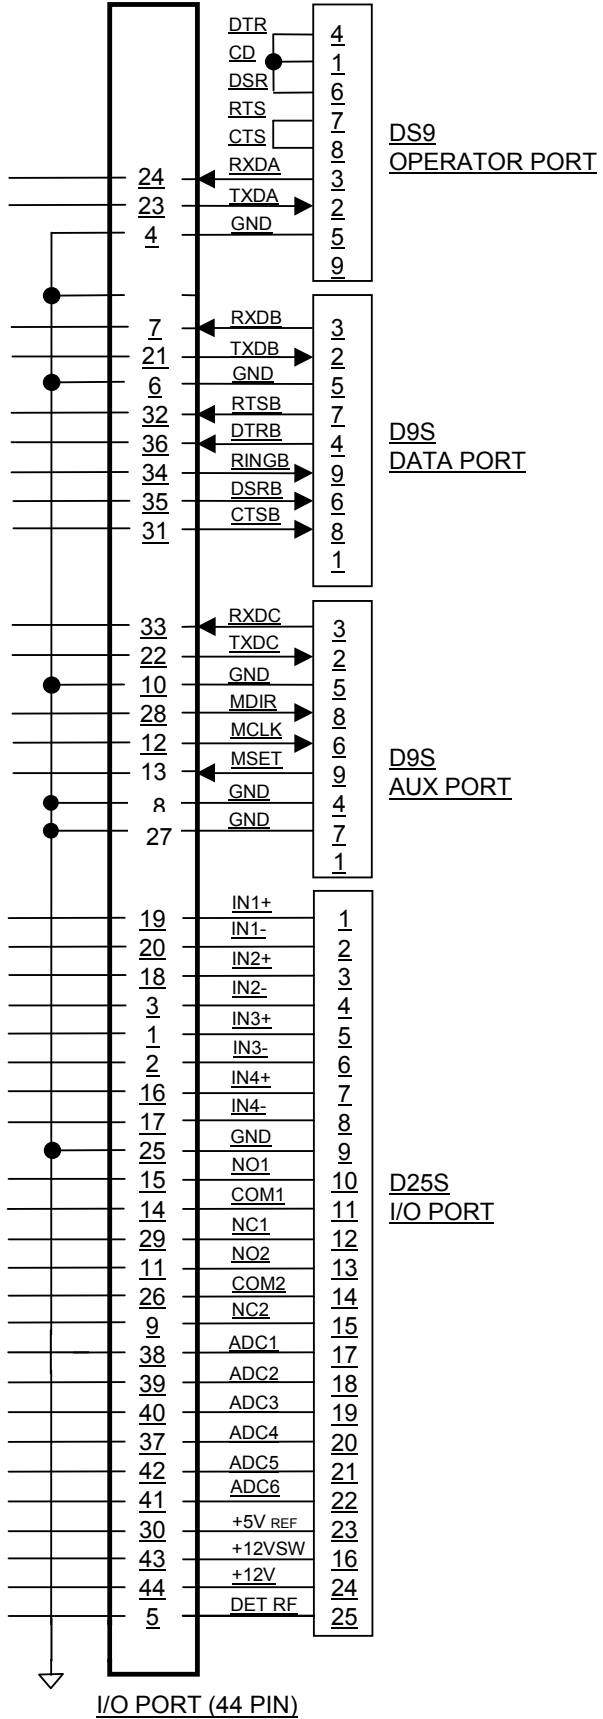 DTR 4
CD 1
DSR 6
RTS 7
CTS 8
DS9
OPERATOR PORT
24 RXDA 3
23 TXDA 2
4 GND 5
9
7 RXDB 3
21 TXDB 2
6 GND 5
32 RTSB 7
36 DTRB 4
D9S
DATA PORT
34 RINGB 9
35 DSRB 6
31 CTSB 8
1
33 RXDC 3
22 TXDC 2
10 GND 5
28 MDIR 8
12 MCLK 6
13 MSET 9
D9S
AUX PORT
8 GND 4
27 GND 7
1
19 IN1+ 1
20 IN1- 2
18 IN2+ 3
3 IN2- 4
1 IN3+ 5
2 IN3- 6
16 IN4+ 7
17 IN4- 8
25 GND 9
15 NO1 10
14 COM1 11
D25S
I/O PORT
29 NC1 12
11 NO2 13
26 COM2 14
9 NC2 15
38 ADC1 17
39 ADC2 18
40 ADC3 19
37 ADC4 20
42 ADC5 21
41 ADC6 22
30 +5V REF 23
43 +12VSW 16
44 +12V 24
5 DET RF 25
I/O PORT (44 PIN)